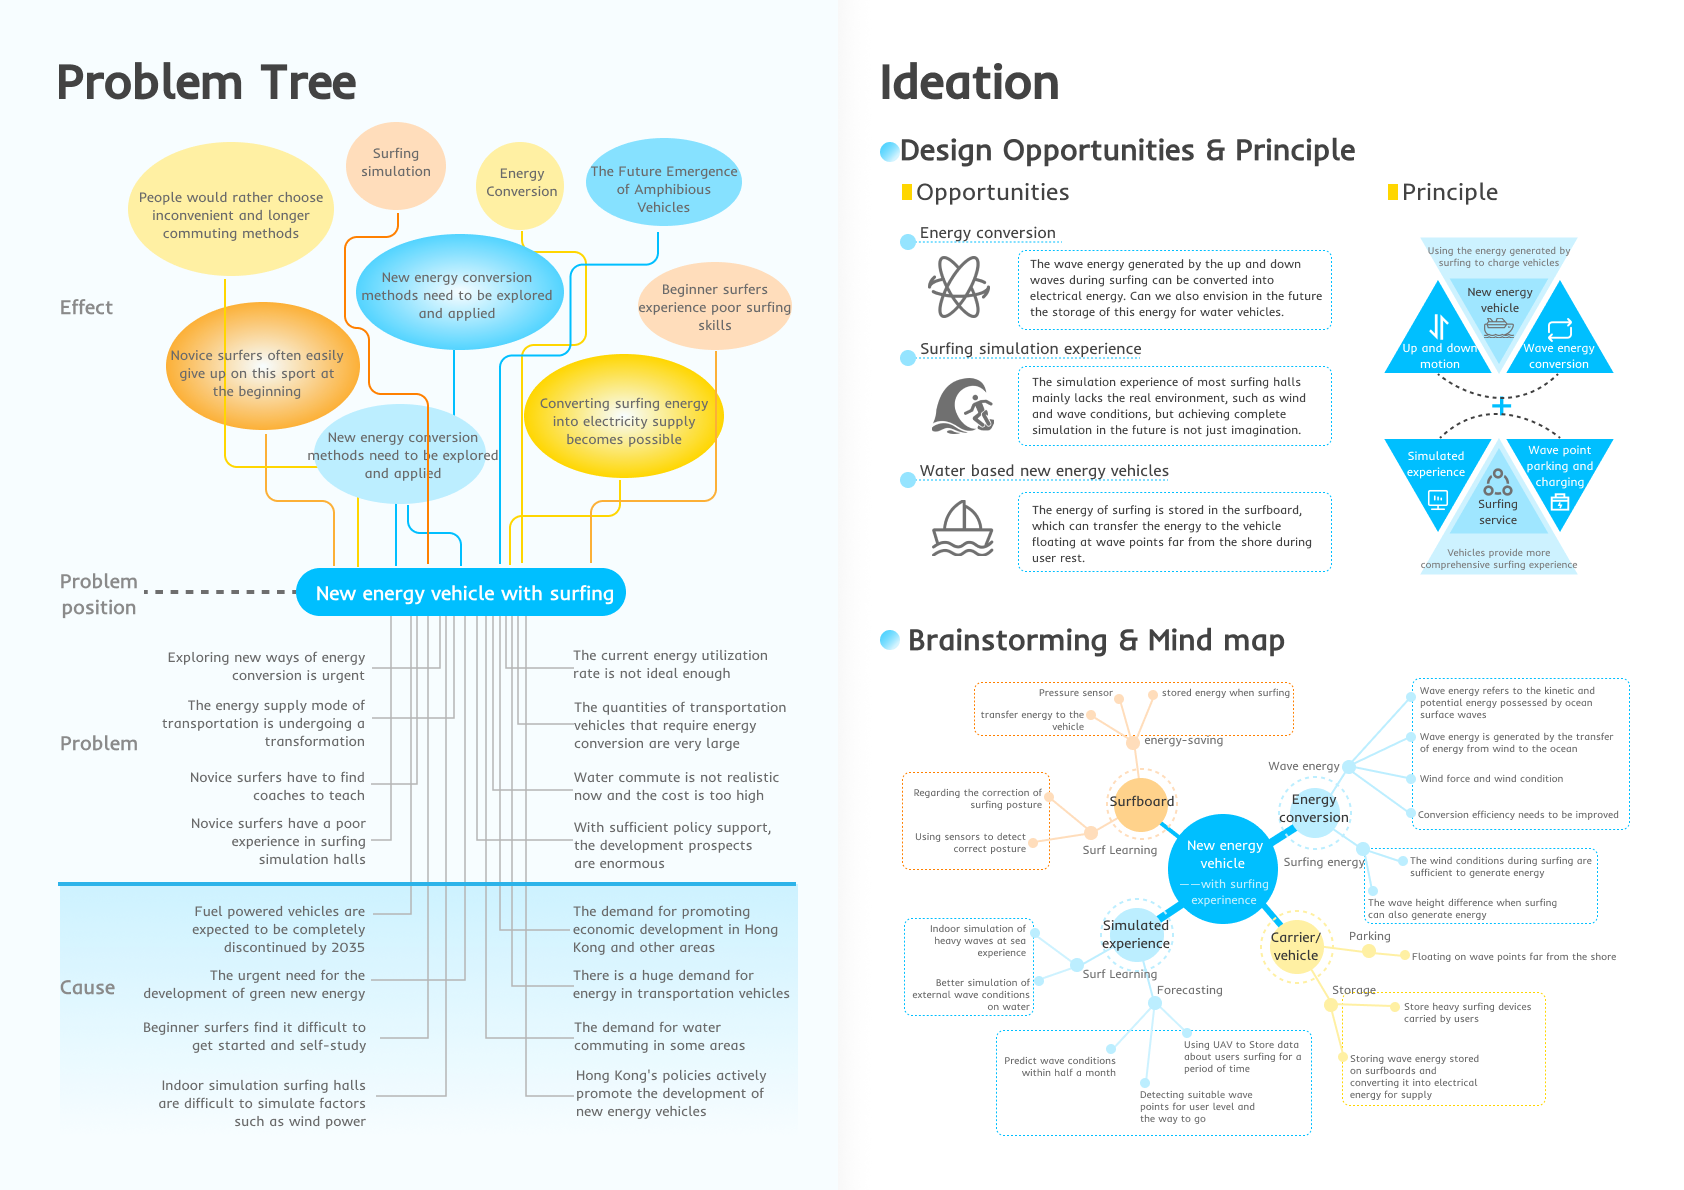 Problem Tree
Effect
People would rather choose
inconvenient and longer
commuting methods
Surfing
simulation
Energy
Conversion
The Future Emergence
of Amphibious
Vehicles
New energy conversion
methods need to be explored
and applied
Beginner surfers
experience poor surfing
skills
Novice surfers often easily
give up on this sport at
the beginning
New energy conversion
methods need to be explored
and applied
Converting surfing energy
into electricity supply
becomes possible
Problem
position
New energy vehicle with surfing
Problem
Exploring new ways of energy
conversion is urgent
The energy supply mode of
transportation is undergoing a
transformation
Novice surfers have to find
coaches to teach
Novice surfers have a poor
experience in surfing
simulation halls
The current energy utilization
rate is not ideal enough
The quantities of transportation
vehicles that require energy
conversion are very large
Water commute is not realistic
now and the cost is too high
With sufficient policy support,
the development prospects
are enormous
Cause
Fuel powered vehicles are
expected to be completely
discontinued by 2035
The urgent need for the
development of green new energy
Beginner surfers find it difficult to
get started and self-study
Indoor simulation surfing halls
are difficult to simulate factors
such as wind power
The demand for promoting
economic development in Hong
Kong and other areas
There is a huge demand for
energy in transportation vehicles
The demand for water
commuting in some areas
Hong Kong's policies actively
promote the development of
new energy vehicles
Ideation
Design Opportunities & Principle
Opportunities
Energy conversion
The wave energy generated by the up and down
waves during surfing can be converted into
electrical energy. Can we also envision in the future
the storage of this energy for water vehicles.
Surfing simulation experience
The simulation experience of most surfing halls
mainly lacks the real environment, such as wind
and wave conditions, but achieving complete
simulation in the future is not just imagination.
Water based new energy vehicles
The energy of surfing is stored in the surfboard,
which can transfer the energy to the vehicle
floating at wave points far from the shore during
user rest.
Principle
Using the energy generated by
surfing to charge vehicles
New energy
vehicle
Up and down
motion
Wave energy
conversion
Simulated
experience
Wave point
parking and
charging
Surfing
service
Vehicles provide more
comprehensive surfing experience
Brainstorming & Mind map
Pressure sensor
stored energy when surfing
transfer energy to the
vehicle
energy-saving
Surfboard
Regarding the correction of
surfing posture
Using sensors to detect
correct posture
Surf Learning
New energy
vehicle
——with surfing
experinence
Energy
conversion
Wave energy
Wave energy refers to the kinetic and
potential energy possessed by ocean
surface waves
Wave energy is generated by the transfer
of energy from wind to the ocean
Wind force and wind condition
Conversion efficiency needs to be improved
Surfing energy
The wind conditions during surfing are
sufficient to generate energy
The wave height difference when surfing
can also generate energy
Simulated
experience
Indoor simulation of
heavy waves at sea
experience
Better simulation of
external wave conditions
on water
Surf Learning
Forecasting
Predict wave conditions
within half a month
Using UAV to Store data
about users surfing for a
period of time
Detecting suitable wave
points for user level and
the way to go
Carrier/
vehicle
Parking
Floating on wave points far from the shore
Storage
Store heavy surfing devices
carried by users
Storing wave energy stored
on surfboards and
converting it into electrical
energy for supply